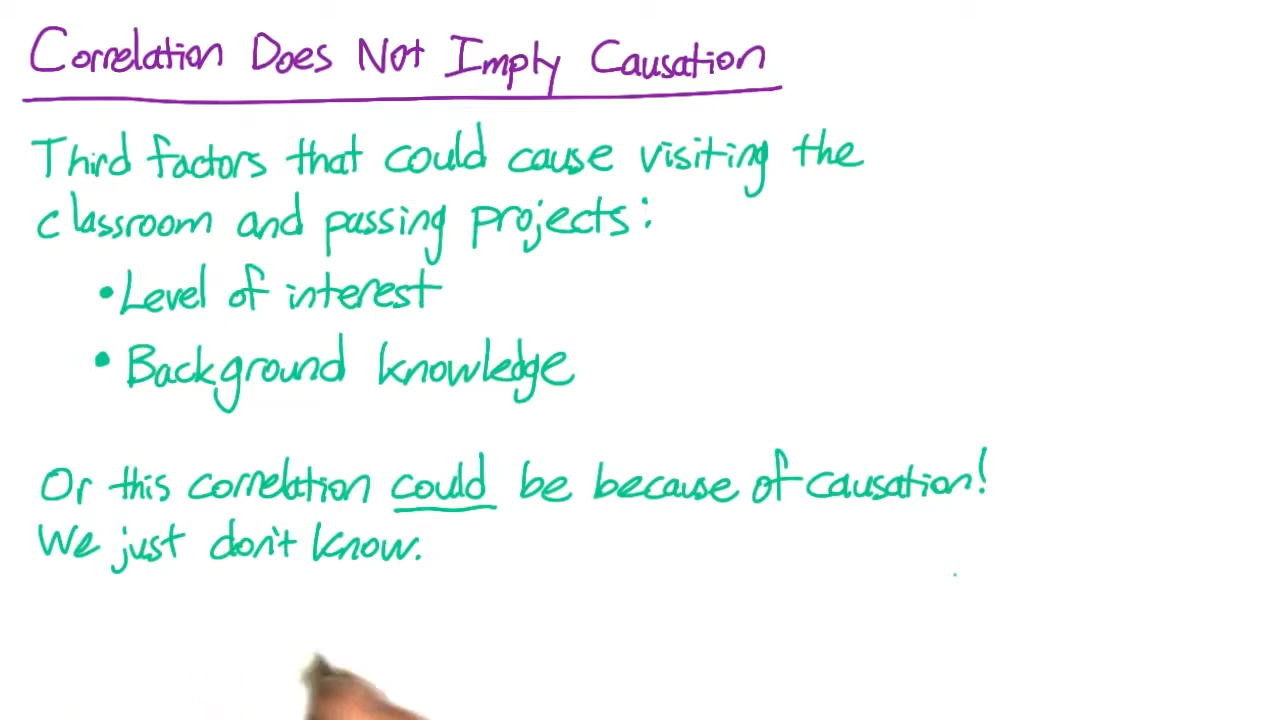 Correlation Does Not Imply Causation
Third factors that could cause visiting the
classroom and passing projects:
• Level of interest
• Background knowledge
Or this correlation could be because of causation!
We just don't know.